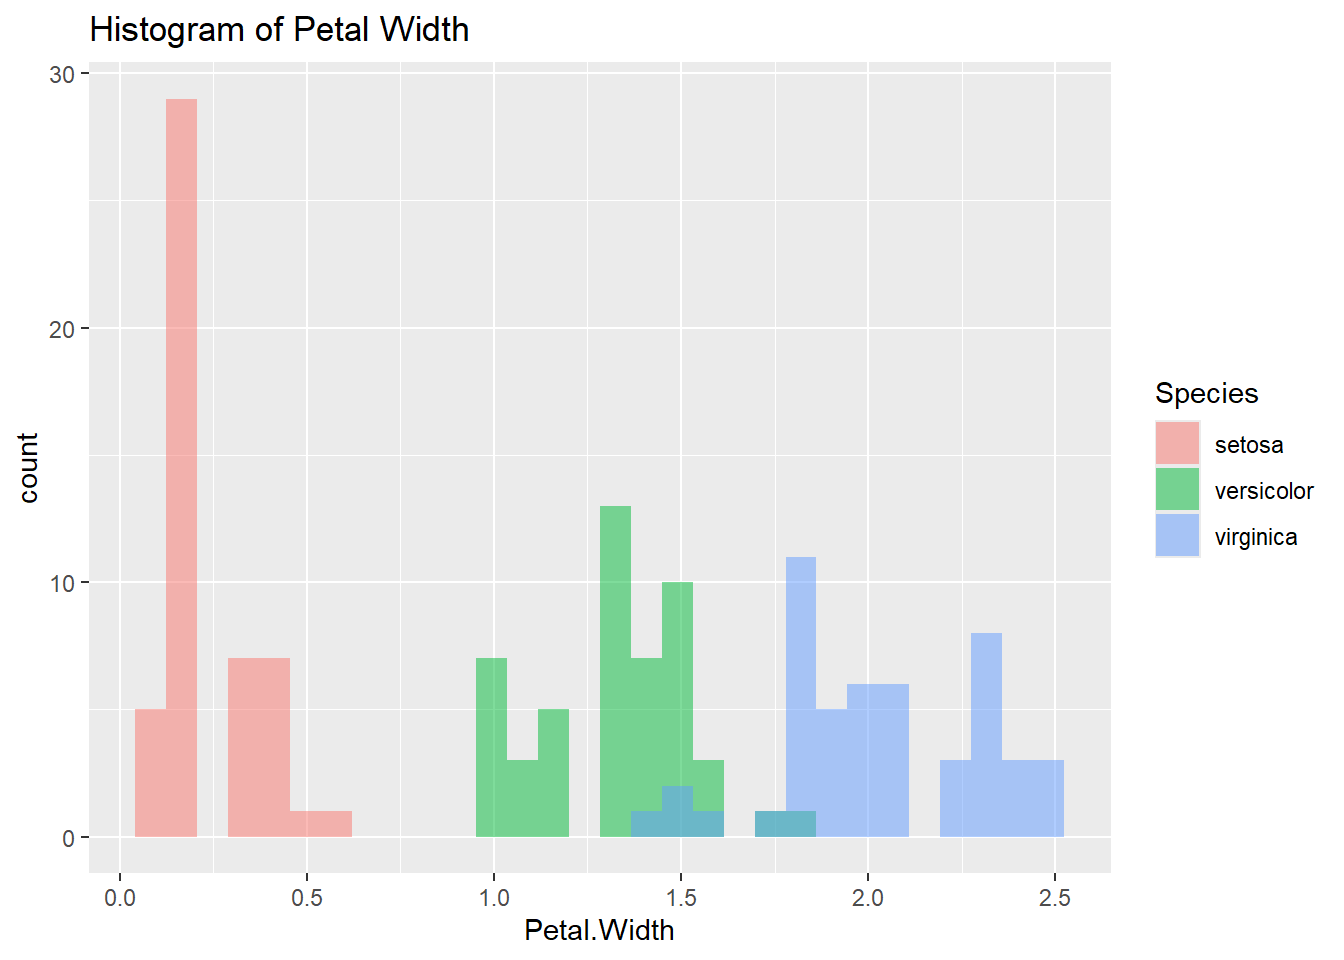 Histogram of Petal Width
30
20
10
0
count
0.0 0.5 1.0 1.5 2.0 2.5
Petal.Width
Species
setosa
versicolor
virginica